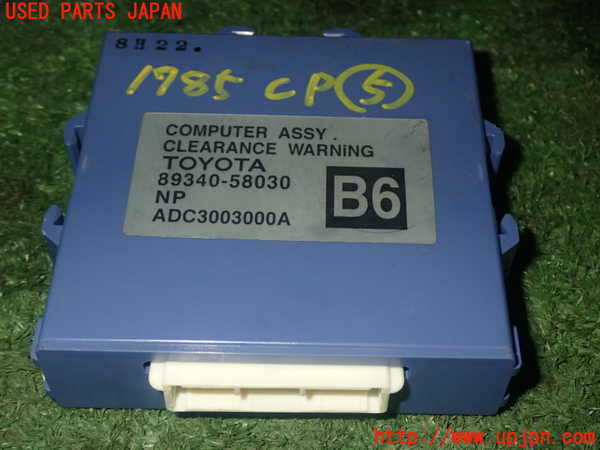 USED PARTS JAPAN
8H22.
1785 CP(5)
COMPUTER ASSY.
CLEARANCE WARNiNG
TOYOTA
89340-58030
NP
ADC3003000A
B6
http://www.upjpn.com/